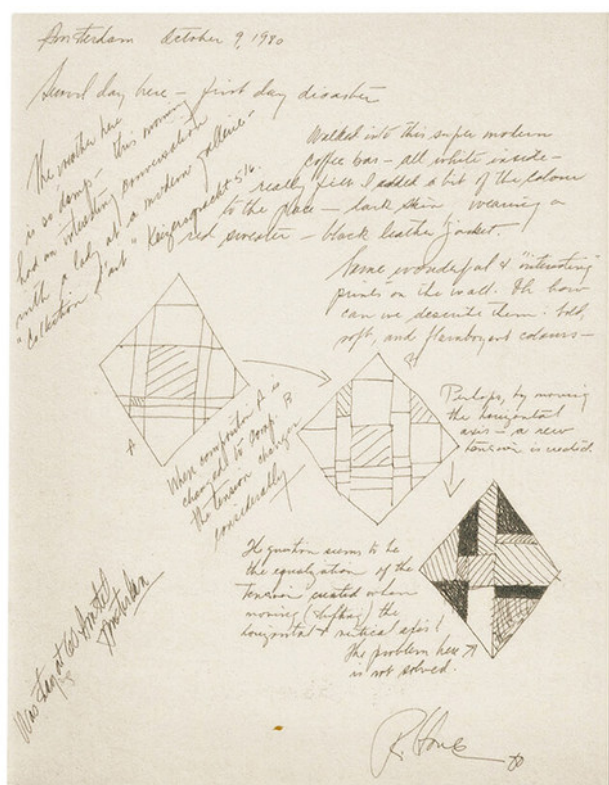 Amsterdam October 9, 1980
Second day here – first day disaster
The weather here
is so damp – this morning
had an interesting conversation
with a lady at a modern gallerie –
"Collection d'art" Keizersgracht 516.
Walked into this super modern
coffee bar – all white inside –
really felt I added a bit of the colour
to the place – dark skin wearing a
red sweater – black leather jacket.
Some wonderful & "interesting"
prints on the wall. Oh how
can we describe them: bold,
soft, and flamboyant colours –
A
B
When composition A is
changed to comp. B
the tension changes
considerably
Perhaps, by moving
the horizontal
axis – a new
tension is created.
The question seems to be
the equalization of the
tension created when
moving (shifting) the
horizontal & vertical axis!
The problem here
is not solved.
Was at 60 Amstel
Amsterdam
R.
80